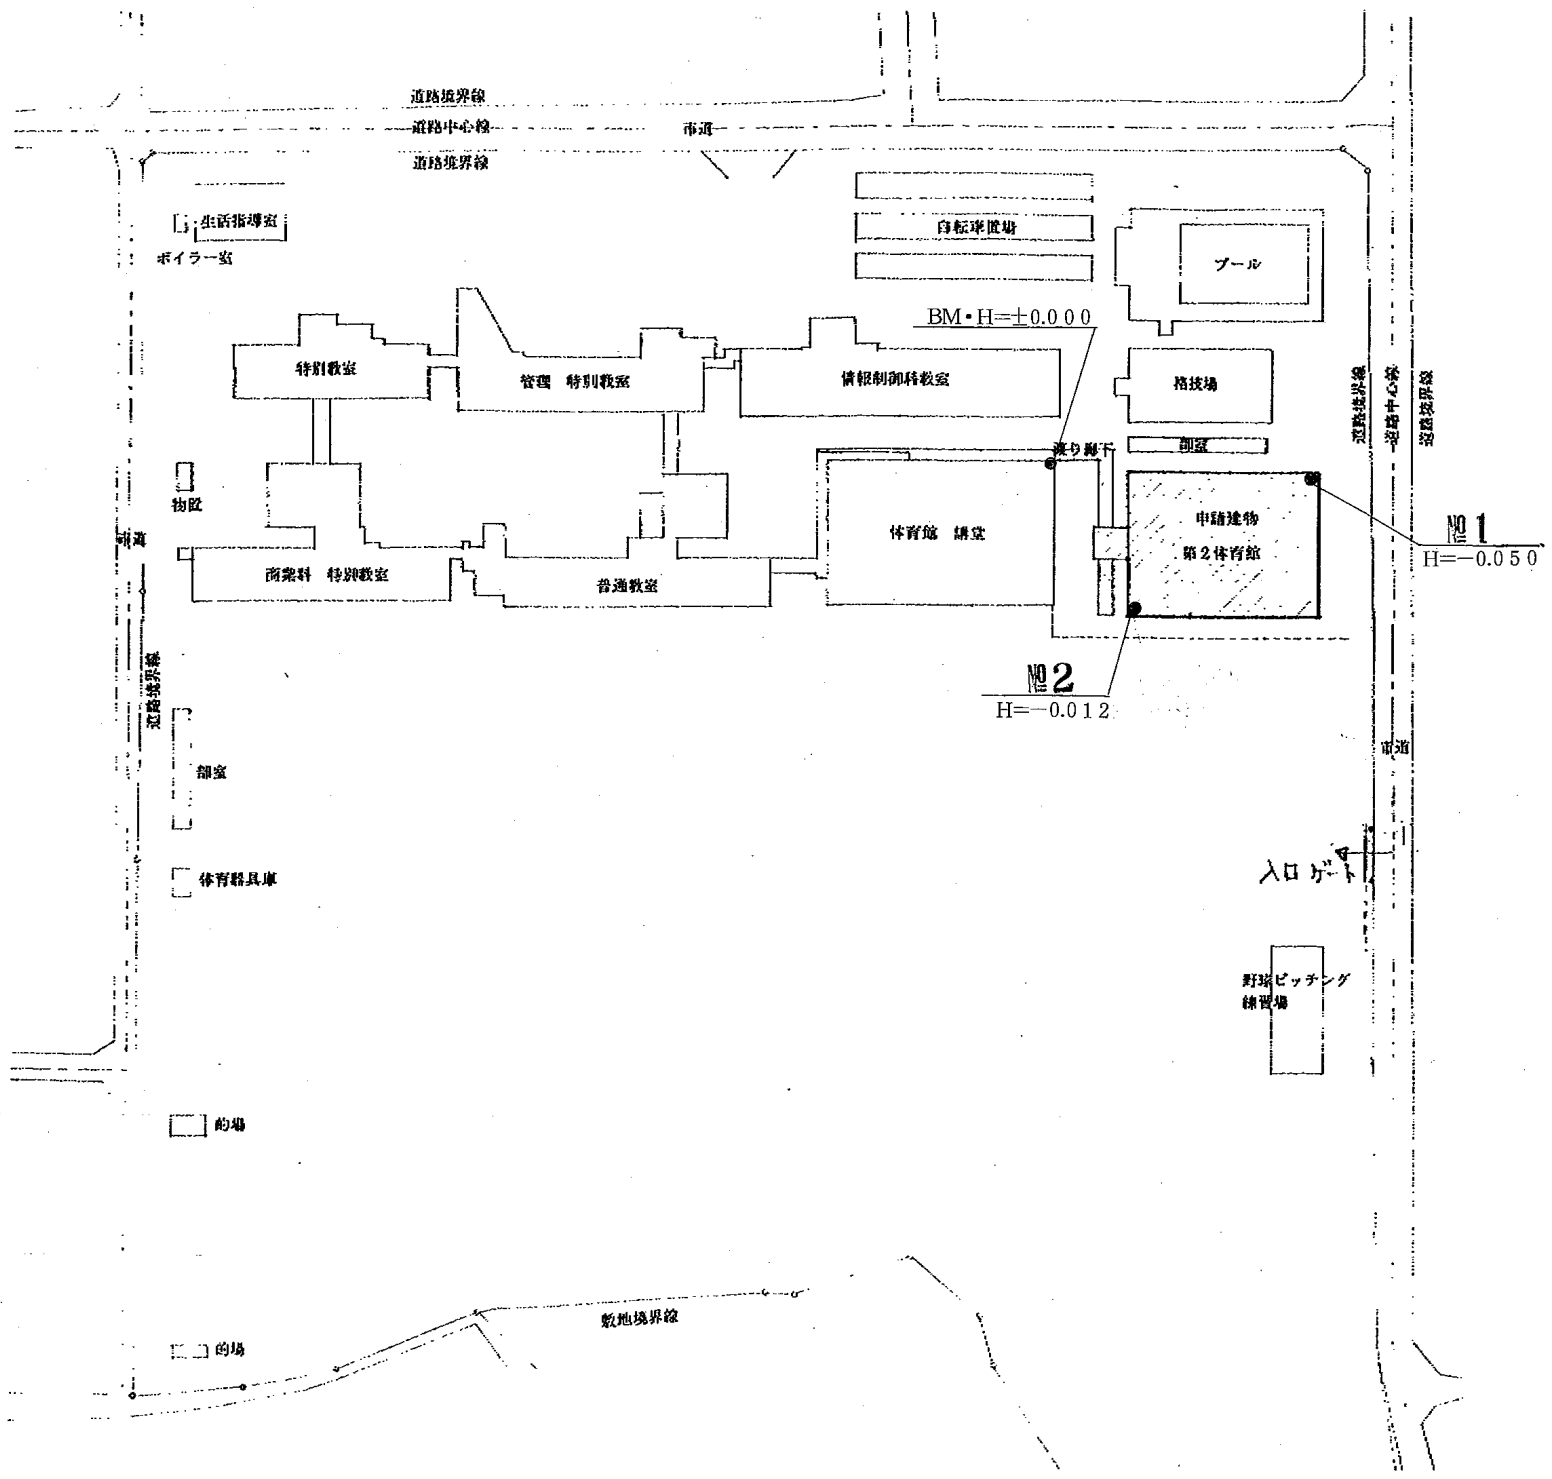 道路境界線
道路中心線
市道
道路境界線
生活指導室
ボイラー室
自転車置場
プール
BM・H=±0.000
特別教室
管理 特別教室
情報制御科教室
格技場
道路境界線
道路中心線
道路境界線
部室
渡り廊下
物置
市道
体育館 講堂
申請建物
第2体育館
№1
H=-0.050
商業科 特別教室
普通教室
道路境界線
№2
H=-0.012
市道
部室
入口ゲート
体育器具庫
野球ピッチング
練習場
的場
敷地境界線
的場